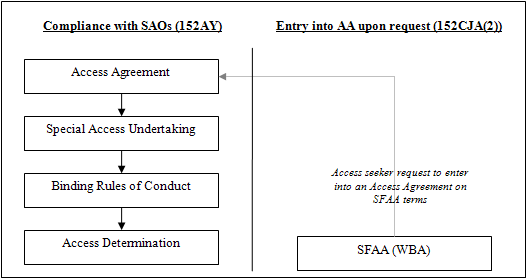 Compliance with SAOs (152AY)
Entry into AA upon request (152CJA(2))
Access Agreement
Special Access Undertaking
Binding Rules of Conduct
Access Determination
Access seeker request to enter
into an Access Agreement on
SFAA terms
SFAA (WBA)